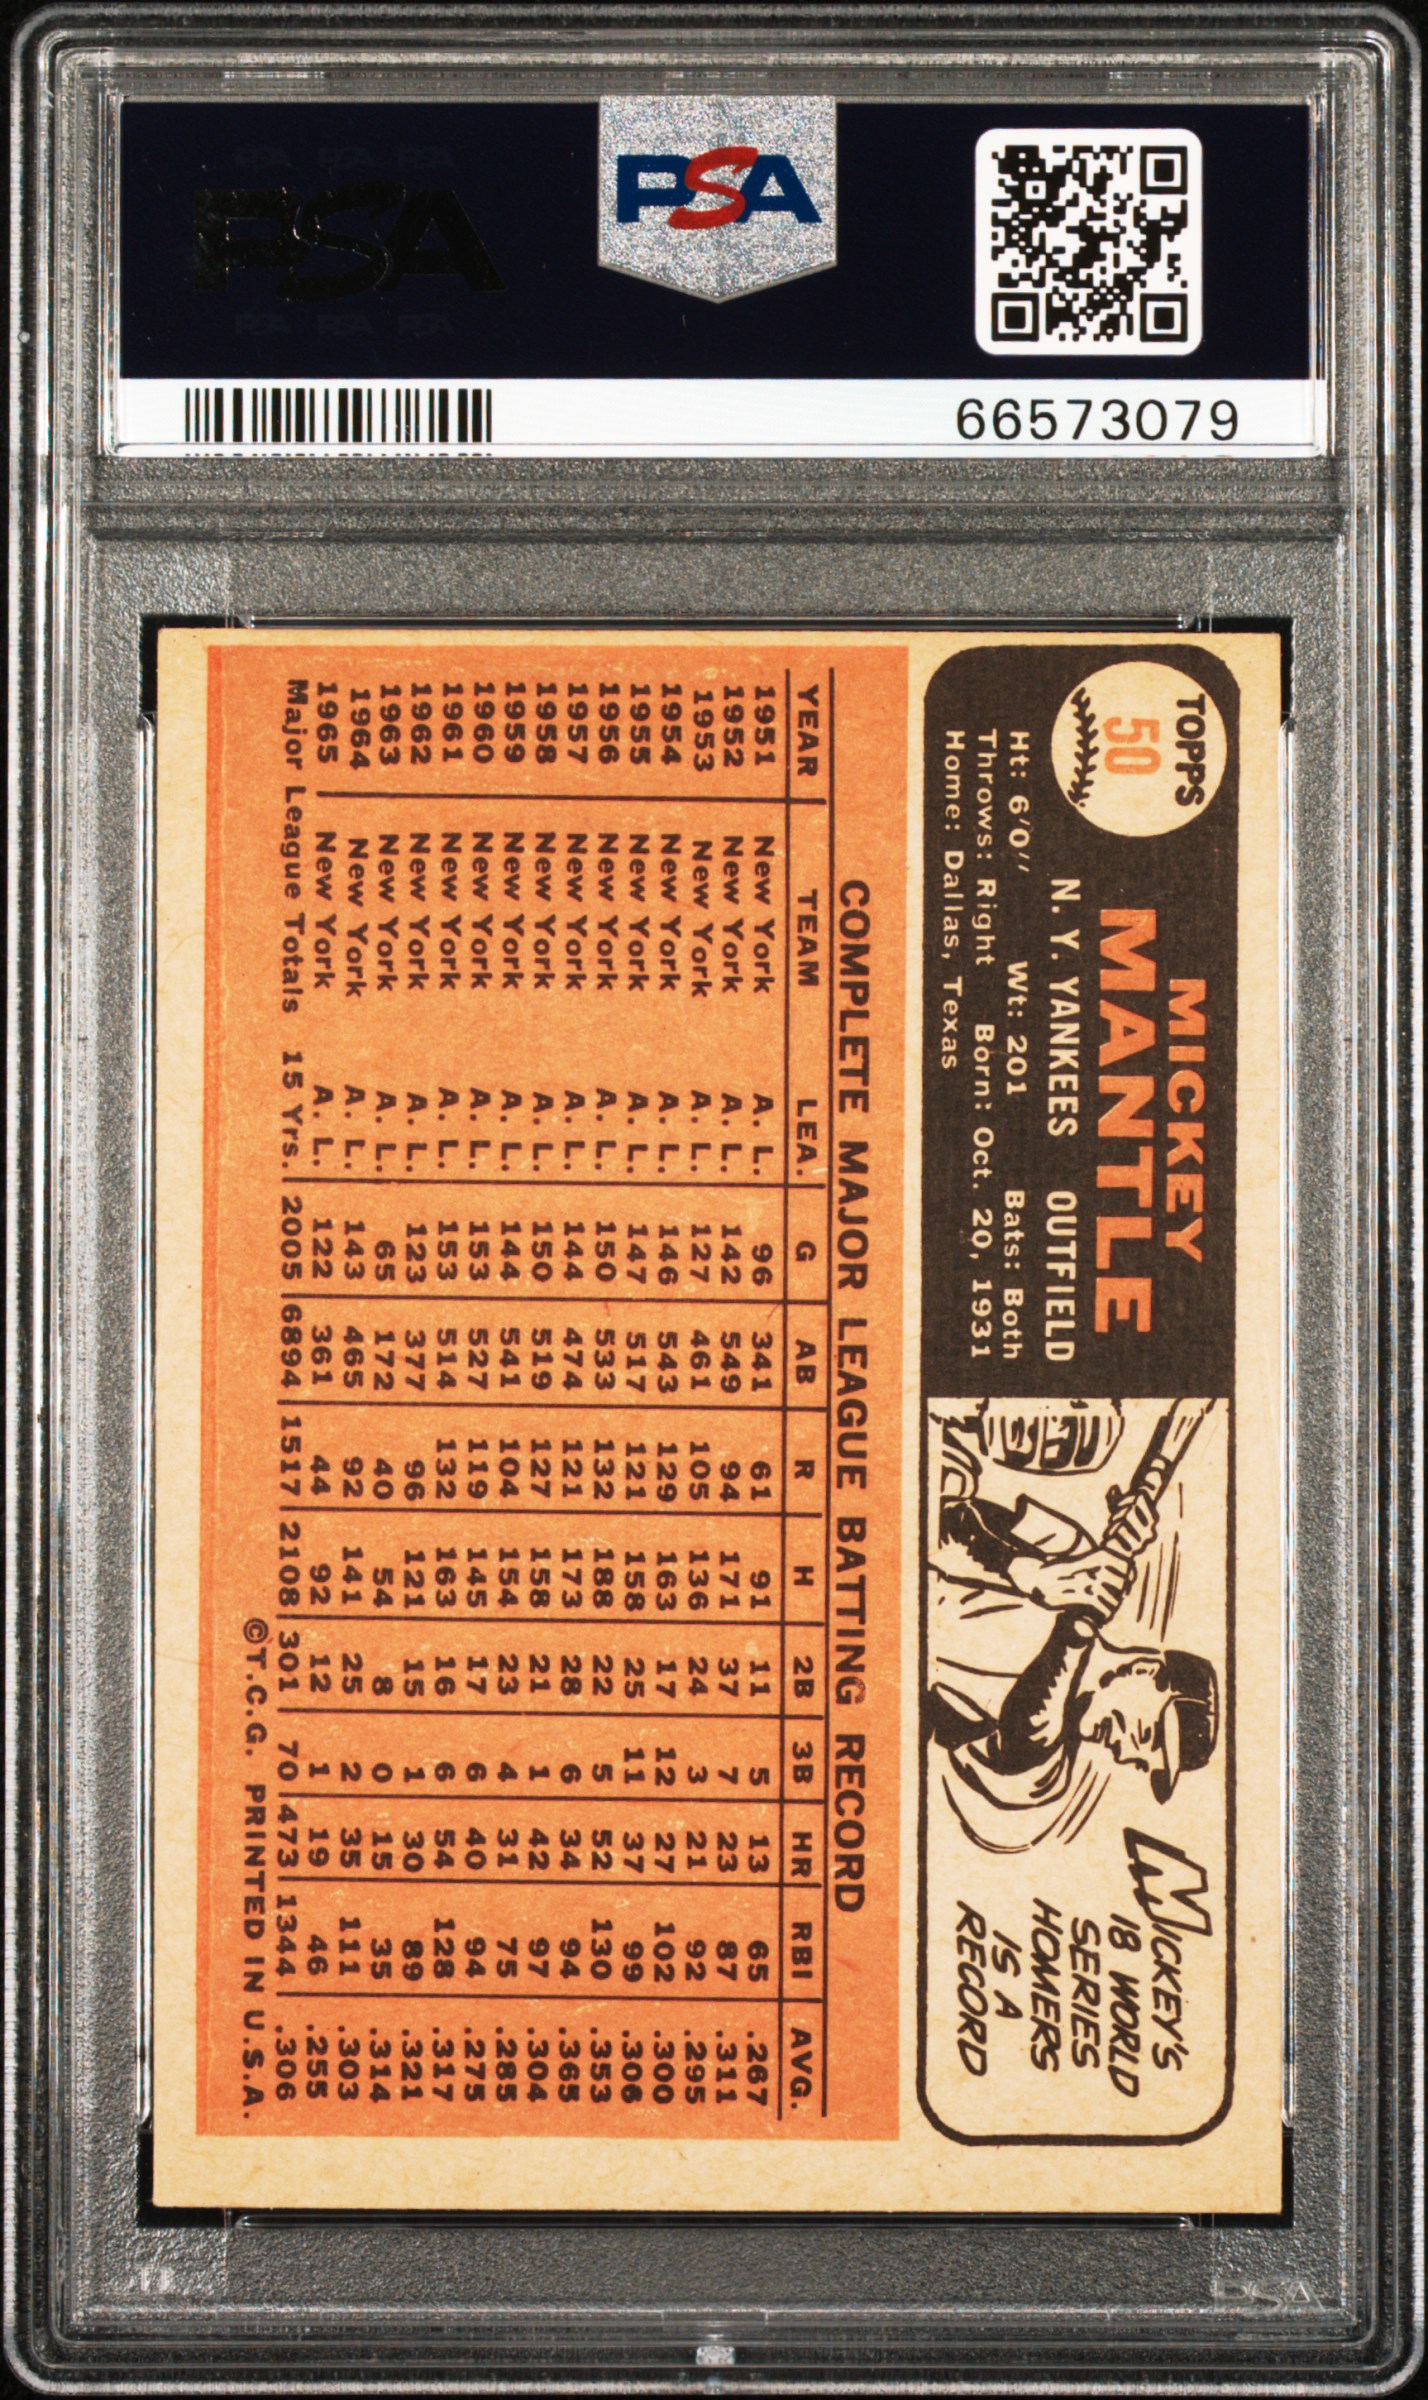 PSA PSA PSA
PSA
PSA PSA PSA
PSA
66573079
TOPPS
50
MICKEY
MANTLE
N. Y. YANKEES OUTFIELD
Ht: 6'0'' Wt: 201 Bats: Both
Throws: Right Born: Oct. 20, 1931
Home: Dallas, Texas
MICKEY'S
18 WORLD
SERIES
HOMERS
IS A
RECORD
COMPLETE MAJOR LEAGUE BATTING RECORD
YEAR TEAM LEA. G AB R H 2B 3B HR RBI AVG.
1951 New York A. L. 96 341 61 91 11 5 13 65 .267
1952 New York A. L. 142 549 94 171 37 7 23 87 .311
1953 New York A. L. 127 461 105 136 24 3 21 92 .295
1954 New York A. L. 146 543 129 163 17 12 27 102 .300
1955 New York A. L. 147 517 121 158 25 11 37 99 .306
1956 New York A. L. 150 533 132 188 22 5 52 130 .353
1957 New York A. L. 144 474 121 173 28 6 34 94 .365
1958 New York A. L. 150 519 127 158 21 1 42 97 .304
1959 New York A. L. 144 541 104 154 23 4 31 75 .285
1960 New York A. L. 153 527 119 145 17 6 40 94 .275
1961 New York A. L. 153 514 132 163 16 6 54 128 .317
1962 New York A. L. 123 377 96 121 15 1 30 89 .321
1963 New York A. L. 65 172 40 54 8 0 15 35 .314
1964 New York A. L. 143 465 92 141 25 2 35 111 .303
1965 New York A. L. 122 361 44 92 12 1 19 46 .255
Major League Totals 15 Yrs. 2005 6894 1517 2108 301 70 473 1344 .306
©T.C.G. PRINTED IN U.S.A.
PSA